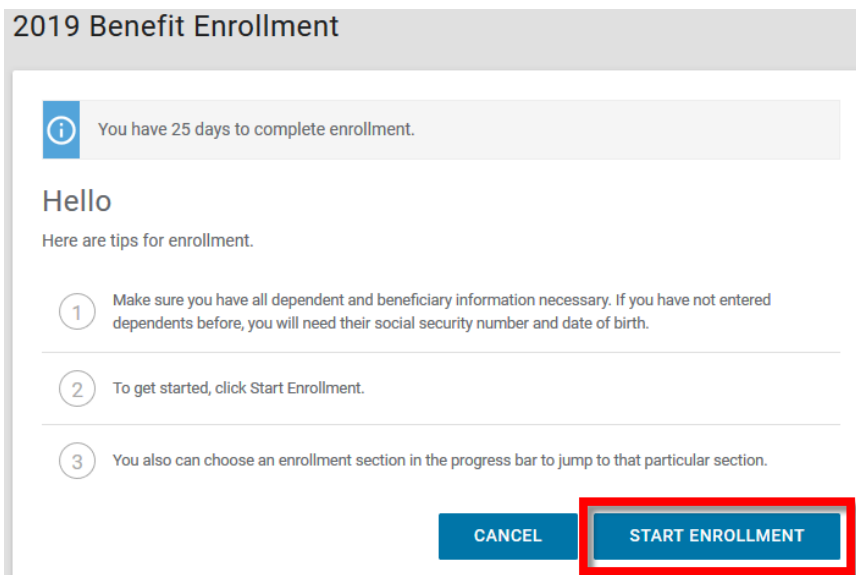 2019 Benefit Enrollment
You have 25 days to complete enrollment.
Hello
Here are tips for enrollment.
1
Make sure you have all dependent and beneficiary information necessary. If you have not entered
dependents before, you will need their social security number and date of birth.
2
To get started, click Start Enrollment.
3
You also can choose an enrollment section in the progress bar to jump to that particular section.
CANCEL
START ENROLLMENT